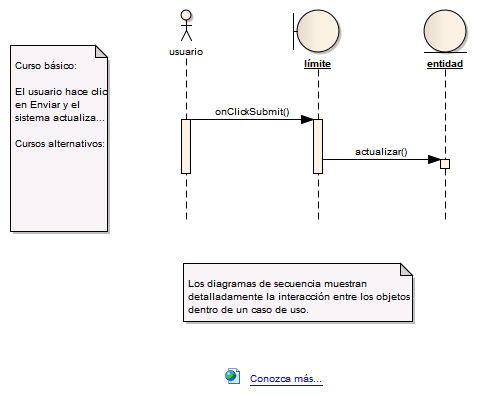 usuario
límite
entidad
Curso básico:
El usuario hace clic
en Enviar y el
sistema actualiza...
Cursos alternativos:
onClickSubmit()
actualizar()
Los diagramas de secuencia muestran
detalladamente la interacción entre los objetos
dentro de un caso de uso.
Conozca más...